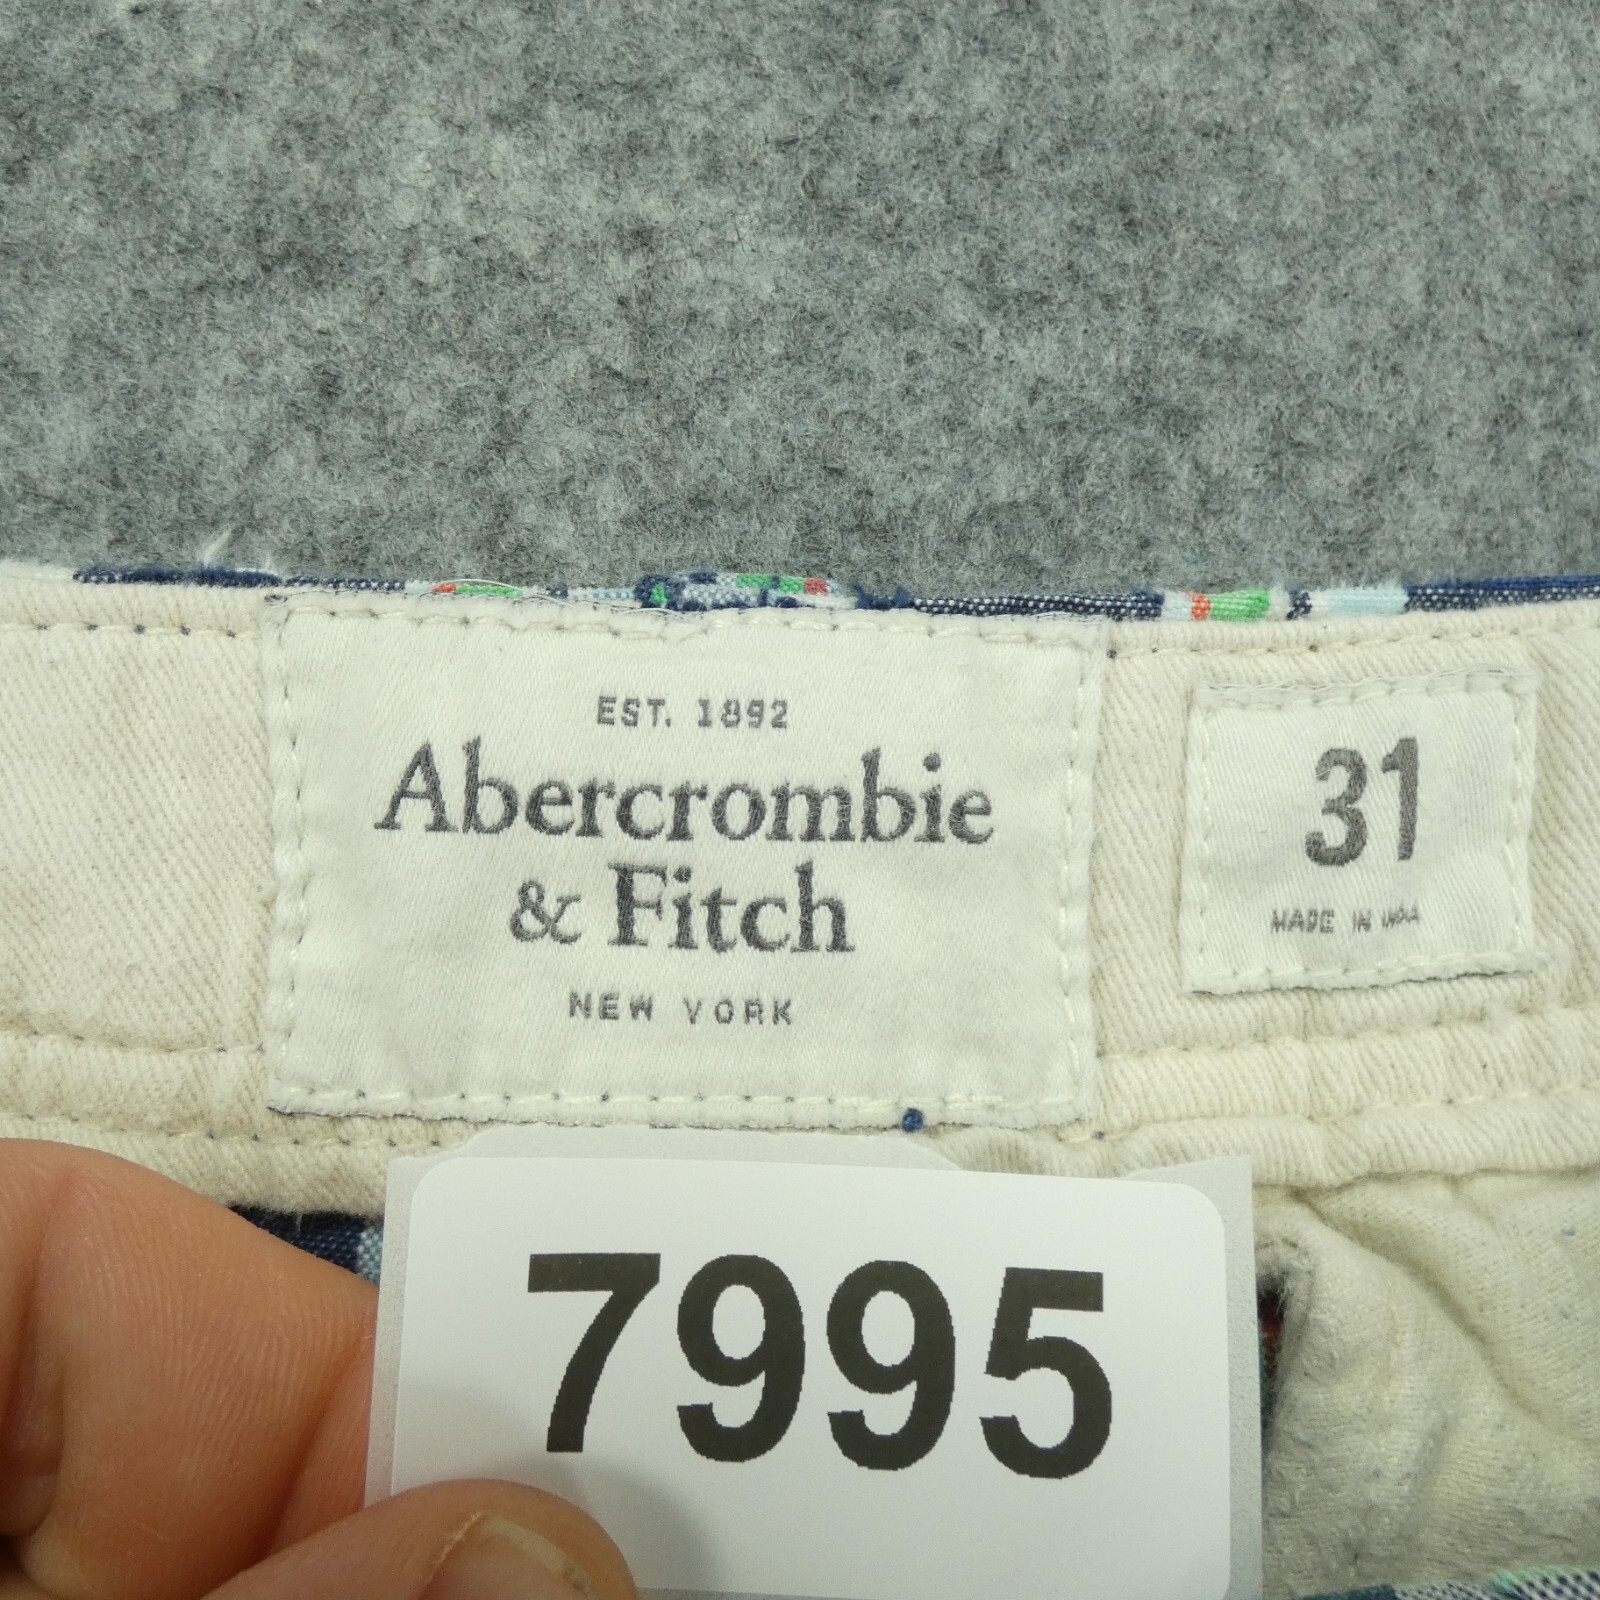 EST. 1892
Abercrombie
& Fitch
NEW YORK
31
MADE IN INDIA
7995